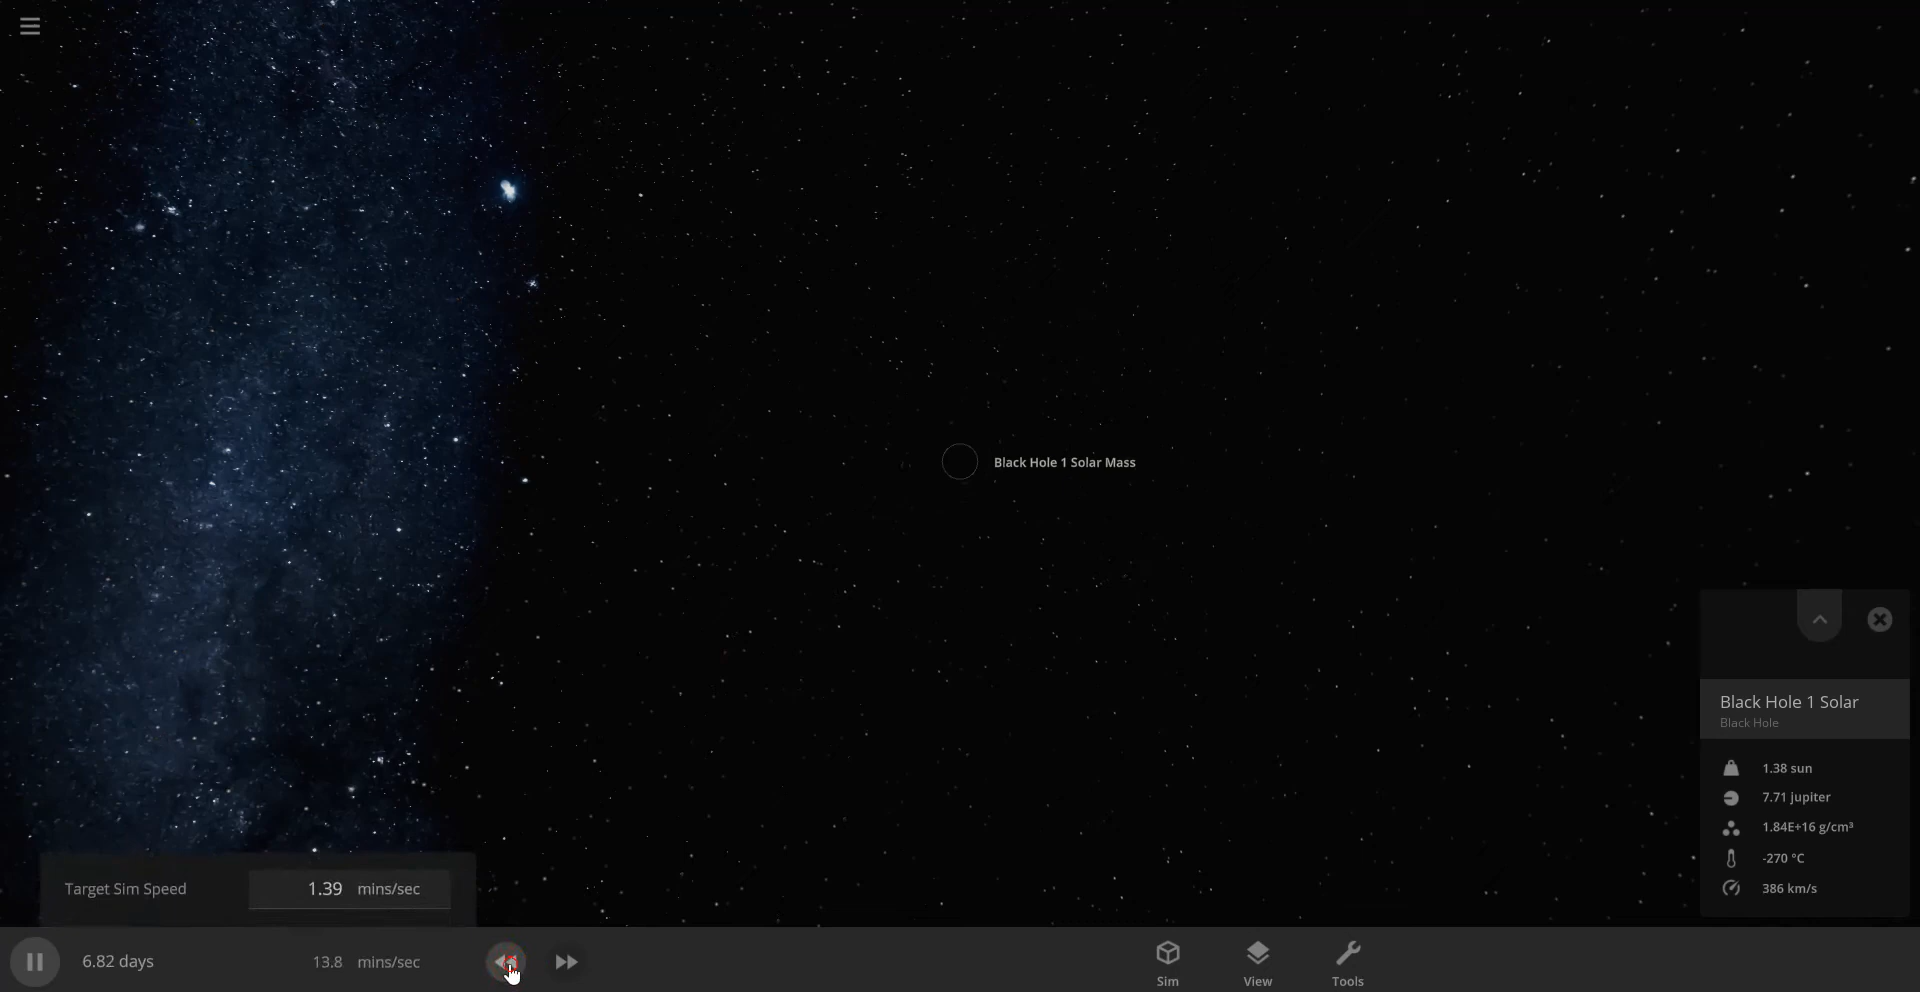 Black Hole 1 Solar Mass
Black Hole 1 Solar
Black Hole
1.38 sun
7.71 jupiter
1.84E+16 g/cm³
-270 °C
386 km/s
Target Sim Speed 1.39 mins/sec
6.82 days 13.8 mins/sec
Sim View Tools